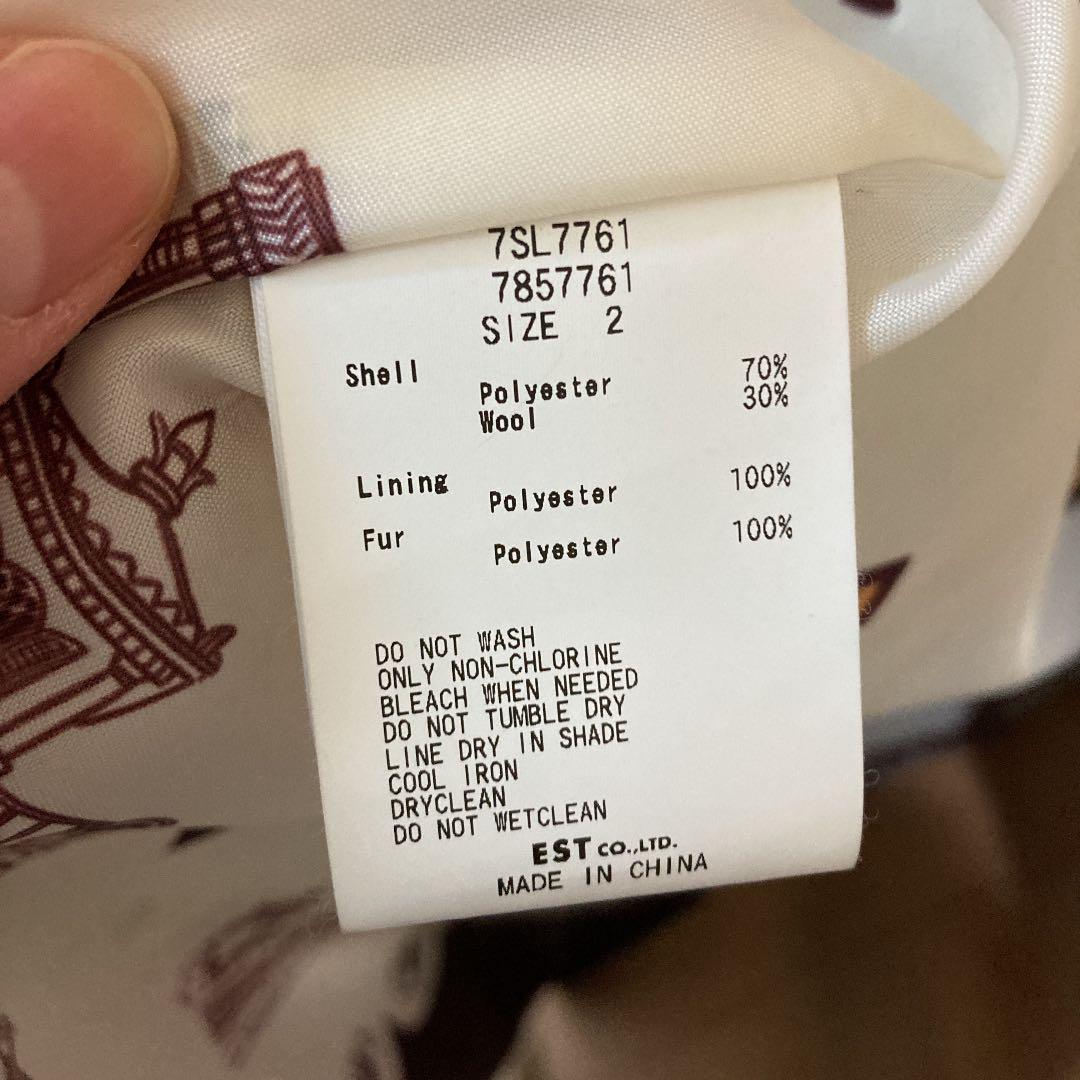 7SL7761
7857761
SIZE 2
Shell
Polyester 70%
Wool 30%
Lining
Polyester 100%
Fur
Polyester 100%
DO NOT WASH
ONLY NON-CHLORINE
BLEACH WHEN NEEDED
DO NOT TUMBLE DRY
LINE DRY IN SHADE
COOL IRON
DRYCLEAN
DO NOT WETCLEAN
EST CO.,LTD.
MADE IN CHINA